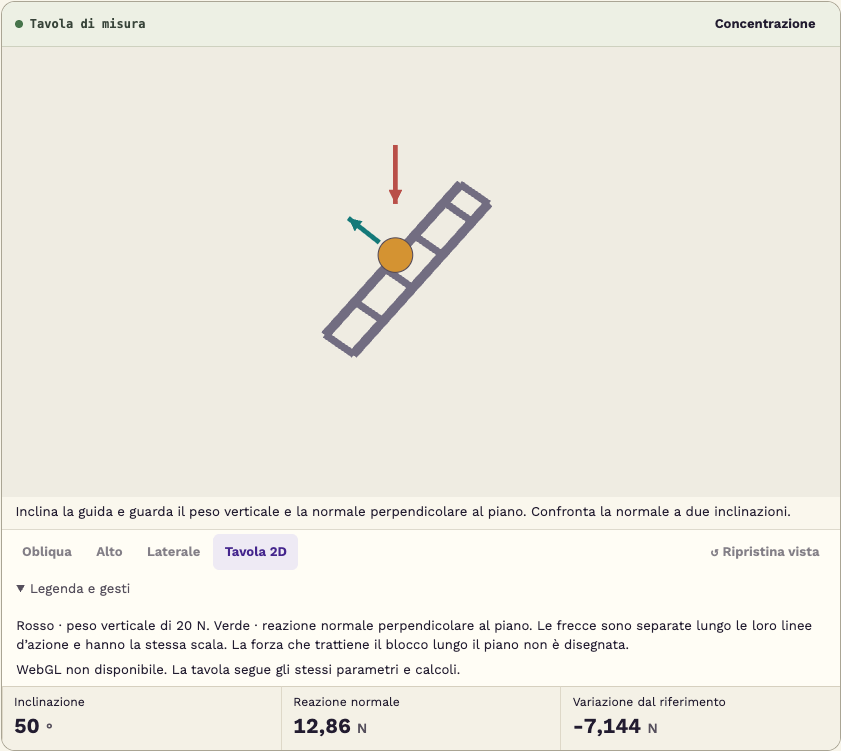 Tavola di misura
Concentrazione
Inclina la guida e guarda il peso verticale e la normale perpendicolare al piano. Confronta la normale a due inclinazioni.
Obliqua Alto Laterale Tavola 2D ↺ Ripristina vista
▼ Legenda e gesti
Rosso · peso verticale di 20 N. Verde · reazione normale perpendicolare al piano. Le frecce sono separate lungo le loro linee
d’azione e hanno la stessa scala. La forza che trattiene il blocco lungo il piano non è disegnata.
WebGL non disponibile. La tavola segue gli stessi parametri e calcoli.
Inclinazione
50 °
Reazione normale
12,86 N
Variazione dal riferimento
-7,144 N